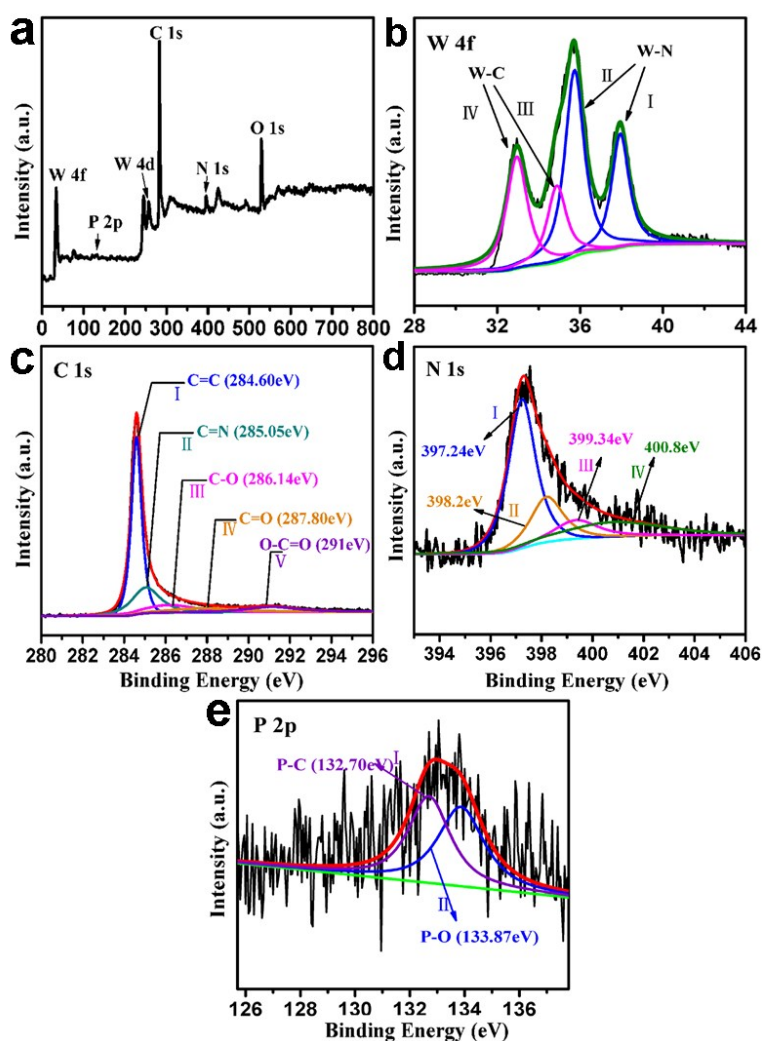 a
C 1s
O 1s
W 4f
W 4d
N 1s
P 2p
Intensity (a.u.)
0 100 200 300 400 500 600 700 800
b
W 4f
W-C
W-N
IV
III
II
I
Intensity (a.u.)
28 32 36 40 44
c
C 1s
C=C (284.60eV)
I
C=N (285.05eV)
II
C-O (286.14eV)
III
C=O (287.80eV)
IV
O-C=O (291eV)
V
Intensity (a.u.)
280 282 284 286 288 290 292 294 296
Binding Energy (eV)
d
N 1s
I
397.24eV
399.34eV
III
400.8eV
IV
398.2eV
II
Intensity (a.u.)
394 396 398 400 402 404 406
Binding Energy (eV)
e
P 2p
P-C (132.70eV)
I
II
P-O (133.87eV)
Intensity (a.u.)
126 128 130 132 134 136
Binding Energy (eV)